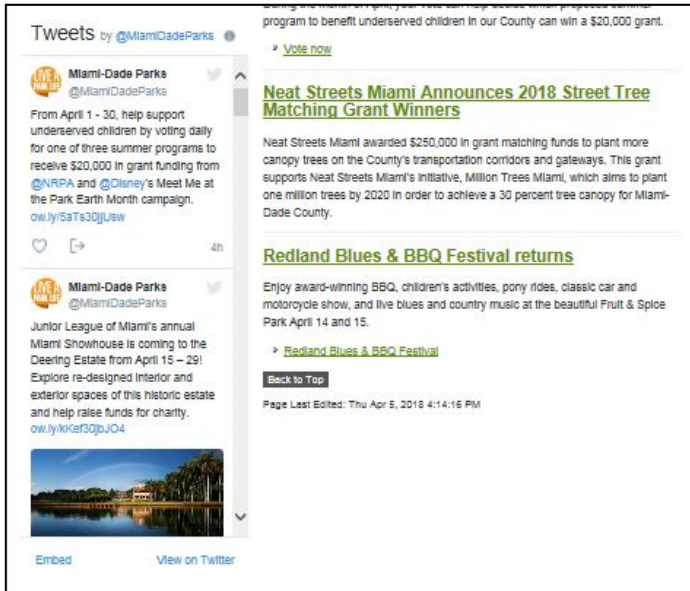 Tweets by @MiamiDadeParks
Miami-Dade Parks
@MiamiDadeParks
From April 1 - 30, help support
underserved children by voting daily
for one of three summer programs to
receive $20,000 in grant funding from
@NRPA and @Disney's Meet Me at
the Park Earth Month campaign.
ow.ly/5aTs30jjUsw
4h
Miami-Dade Parks
@MiamiDadeParks
Junior League of Miami's annual
Miami Showhouse is coming to the
Deering Estate from April 15 – 29!
Explore re-designed interior and
exterior spaces of this historic estate
and help raise funds for charity.
ow.ly/kKef30jbJO4
Embed
View on Twitter
program to benefit underserved children in our County can win a $20,000 grant.
Vote now
Neat Streets Miami Announces 2018 Street Tree
Matching Grant Winners
Neat Streets Miami awarded $250,000 in grant matching funds to plant more
canopy trees on the County's transportation corridors and gateways. This grant
supports Neat Streets Miami's initiative, Million Trees Miami, which aims to plant
one million trees by 2020 in order to achieve a 30 percent tree canopy for Miami-
Dade County.
Redland Blues & BBQ Festival returns
Enjoy award-winning BBQ, children's activities, pony rides, classic car and
motorcycle show, and live blues and country music at the beautiful Fruit & Spice
Park April 14 and 15.
Redland Blues & BBQ Festival
Back to Top
Page Last Edited: Thu Apr 5, 2018 4:14:16 PM